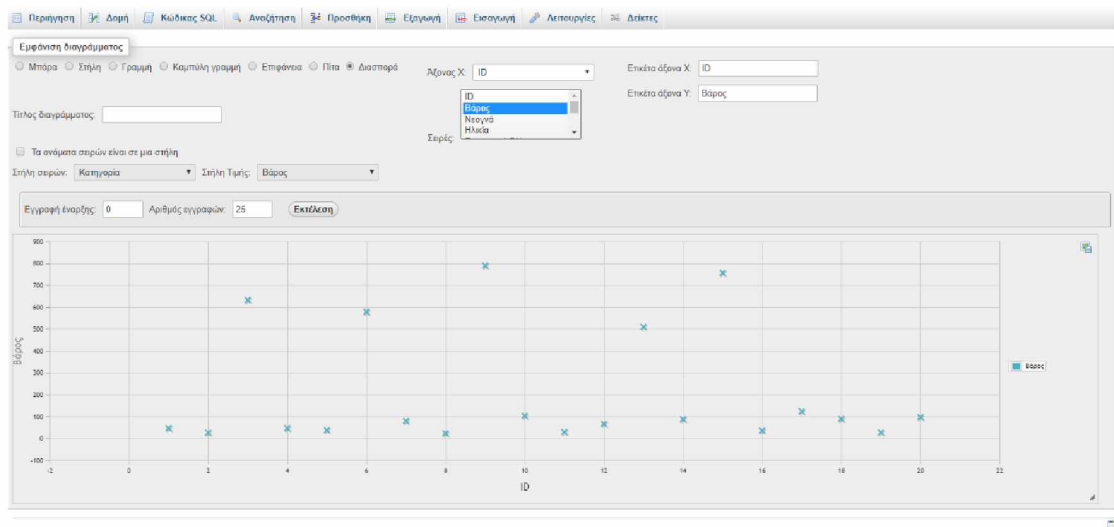 Περιήγηση Δομή Κώδικας SQL Αναζήτηση Προσθήκη Εξαγωγή Εισαγωγή Λειτουργίες Δείκτες
Εμφάνιση διαγράμματος
Μπάρα Στήλη Γραμμή Καμπύλη γραμμή Επιφάνεια Πίτα Διασπορά
Άξονας X: ID
Ετικέτα άξονα X: ID
Ετικέτα άξονα Y: Βάρος
ID
Βάρος
Νεογνά
Ηλικία
Σειρές:
Τίτλος διαγράμματος:
Τα ονόματα σειρών είναι σε μια στήλη
Στήλη σειρών: Κατηγορία Στήλη Τιμής: Βάρος
Εγγραφή έναρξης: 0 Αριθμός εγγραφών: 25 Εκτέλεση
900
800
700
600
500
400
300
200
100
0
-100
Βάρος
Βάρος
-2 0 2 4 6 8 10 12 14 16 18 20 22
ID